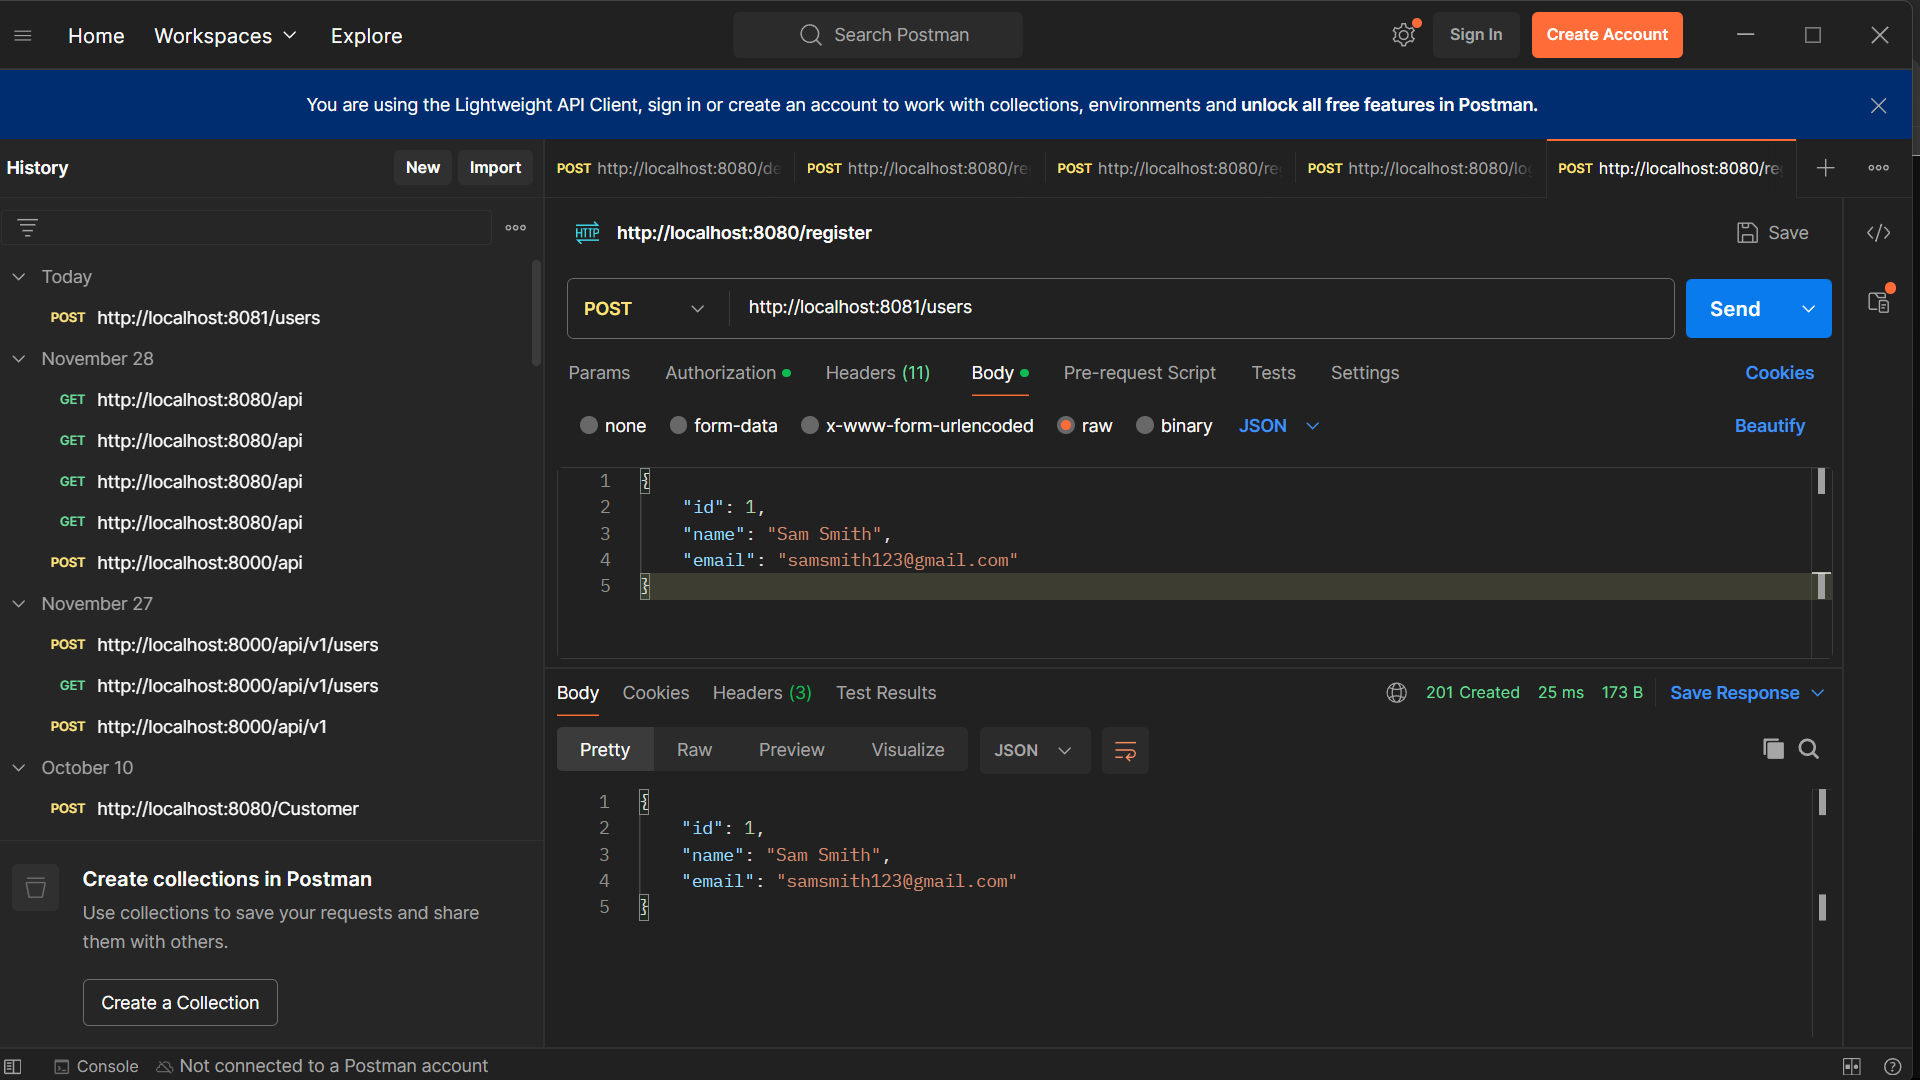 Home Workspaces Explore Search Postman Sign In Create Account
You are using the Lightweight API Client, sign in or create an account to work with collections, environments and unlock all free features in Postman.
History New Import
POST http://localhost:8080/de POST http://localhost:8080/re POST http://localhost:8080/re POST http://localhost:8080/lo POST http://localhost:8080/re
HTTP http://localhost:8080/register Save
Today
POST http://localhost:8081/users
November 28
GET http://localhost:8080/api
GET http://localhost:8080/api
GET http://localhost:8080/api
GET http://localhost:8080/api
POST http://localhost:8000/api
November 27
POST http://localhost:8000/api/v1/users
GET http://localhost:8000/api/v1/users
POST http://localhost:8000/api/v1
October 10
POST http://localhost:8080/Customer
Create collections in Postman
Use collections to save your requests and share
them with others.
Create a Collection
POST http://localhost:8081/users Send
Params Authorization Headers (11) Body Pre-request Script Tests Settings Cookies
none form-data x-www-form-urlencoded raw binary JSON Beautify
1 {
2 "id": 1,
3 "name": "Sam Smith",
4 "email": "samsmith123@gmail.com"
5 }
Body Cookies Headers (3) Test Results 201 Created 25 ms 173 B Save Response
Pretty Raw Preview Visualize JSON
1 {
2 "id": 1,
3 "name": "Sam Smith",
4 "email": "samsmith123@gmail.com"
5 }
Console Not connected to a Postman account